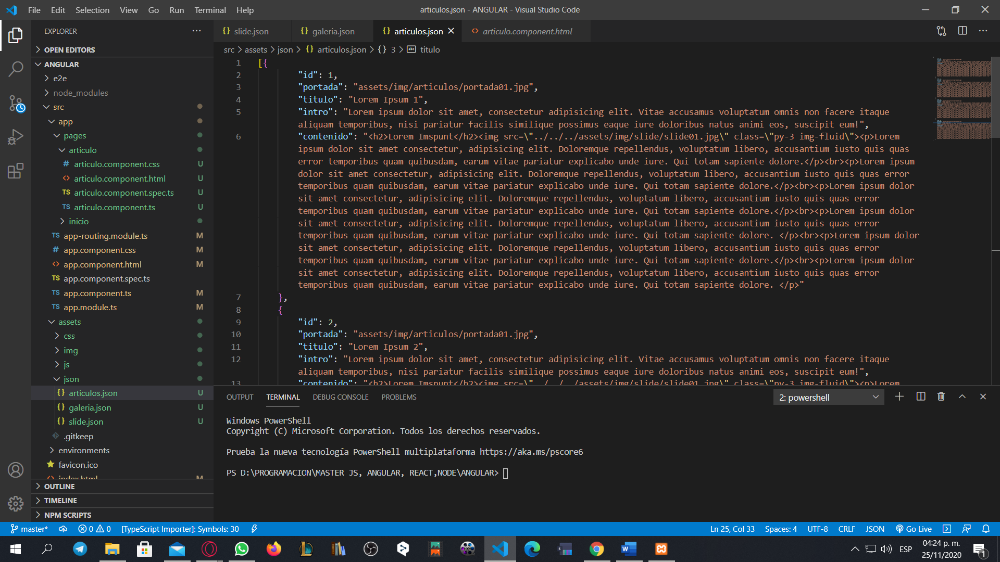 File Edit Selection View Go Run Terminal Help
articulos.json - ANGULAR - Visual Studio Code
EXPLORER
OPEN EDITORS
ANGULAR
e2e
node_modules
src
app
pages
articulo
articulo.component.css U
articulo.component.html U
articulo.component.spec.ts U
articulo.component.ts U
inicio
app-routing.module.ts M
app.component.css M
app.component.html M
app.component.spec.ts
app.component.ts M
app.module.ts M
assets
css
img
js
json
articulos.json U
galeria.json U
slide.json U
.gitkeep
environments
favicon.ico
index.html M
OUTLINE
TIMELINE
NPM SCRIPTS
slide.json galeria.json articulos.json articulo.component.html
src > assets > json > {} articulos.json > {} 3 > abc titulo
1 [{
2 "id": 1,
3 "portada": "assets/img/articulos/portada01.jpg",
4 "titulo": "Lorem Ipsum 1",
5 "intro": "Lorem ipsum dolor sit amet, consectetur adipisicing elit. Vitae accusamus voluptatum omnis non facere itaque
aliquam temporibus, nisi pariatur facilis similique possimus eaque iure doloribus natus animi eos, suscipit eum!",
6 "contenido": "<h2>Lorem Imspunt</h2><img src=\"../../../assets/img/slide/slide01.jpg\" class=\"py-3 img-fluid\"><p>Lorem
ipsum dolor sit amet consectetur, adipisicing elit. Doloremque repellendus, voluptatum libero, accusantium iusto quis quas
error temporibus quam quibusdam, earum vitae pariatur explicabo unde iure. Qui totam sapiente dolore.</p><br><p>Lorem ipsum
dolor sit amet consectetur, adipisicing elit. Doloremque repellendus, voluptatum libero, accusantium iusto quis quas error
temporibus quam quibusdam, earum vitae pariatur explicabo unde iure. Qui totam sapiente dolore.</p><br><p>Lorem ipsum dolor
sit amet consectetur, adipisicing elit. Doloremque repellendus, voluptatum libero, accusantium iusto quis quas error
temporibus quam quibusdam, earum vitae pariatur explicabo unde iure. Qui totam sapiente dolore.</p><br><p>Lorem ipsum dolor
sit amet consectetur, adipisicing elit. Doloremque repellendus, voluptatum libero, accusantium iusto quis quas error
temporibus quam quibusdam, earum vitae pariatur explicabo unde iure. Qui totam sapiente dolore. </p><br><p>Lorem ipsum dolor
sit amet consectetur, adipisicing elit. Doloremque repellendus, voluptatum libero, accusantium iusto quis quas error
temporibus quam quibusdam, earum vitae pariatur explicabo unde iure. Qui totam sapiente dolore.</p><br><p>Lorem ipsum dolor
sit amet consectetur, adipisicing elit. Doloremque repellendus, voluptatum libero, accusantium iusto quis quas error
temporibus quam quibusdam, earum vitae pariatur explicabo unde iure. Qui totam sapiente dolore. </p>"
7 },
8 {
9 "id": 2,
10 "portada": "assets/img/articulos/portada01.jpg",
11 "titulo": "Lorem Ipsum 2",
12 "intro": "Lorem ipsum dolor sit amet, consectetur adipisicing elit. Vitae accusamus voluptatum omnis non facere itaque
aliquam temporibus, nisi pariatur facilis similique possimus eaque iure doloribus natus animi eos, suscipit eum!",
13 "contenido": "<h2>Lorem Imspunt</h2><img src=\"../../../assets/img/slide/slide01.jpg\" class=\"py-3 img-fluid\"><p>Lorem
OUTPUT TERMINAL DEBUG CONSOLE PROBLEMS 2: powershell
Windows PowerShell
Copyright (C) Microsoft Corporation. Todos los derechos reservados.
Prueba la nueva tecnología PowerShell multiplataforma https://aka.ms/pscore6
PS D:\PROGRAMACION\MASTER JS, ANGULAR, REACT,NODE\ANGULAR>
master* 0 0 [TypeScript Importer]: Symbols: 30 Ln 25, Col 33 Spaces: 4 UTF-8 CRLF JSON Go Live
ESP
04:24 p. m.
25/11/2020
1